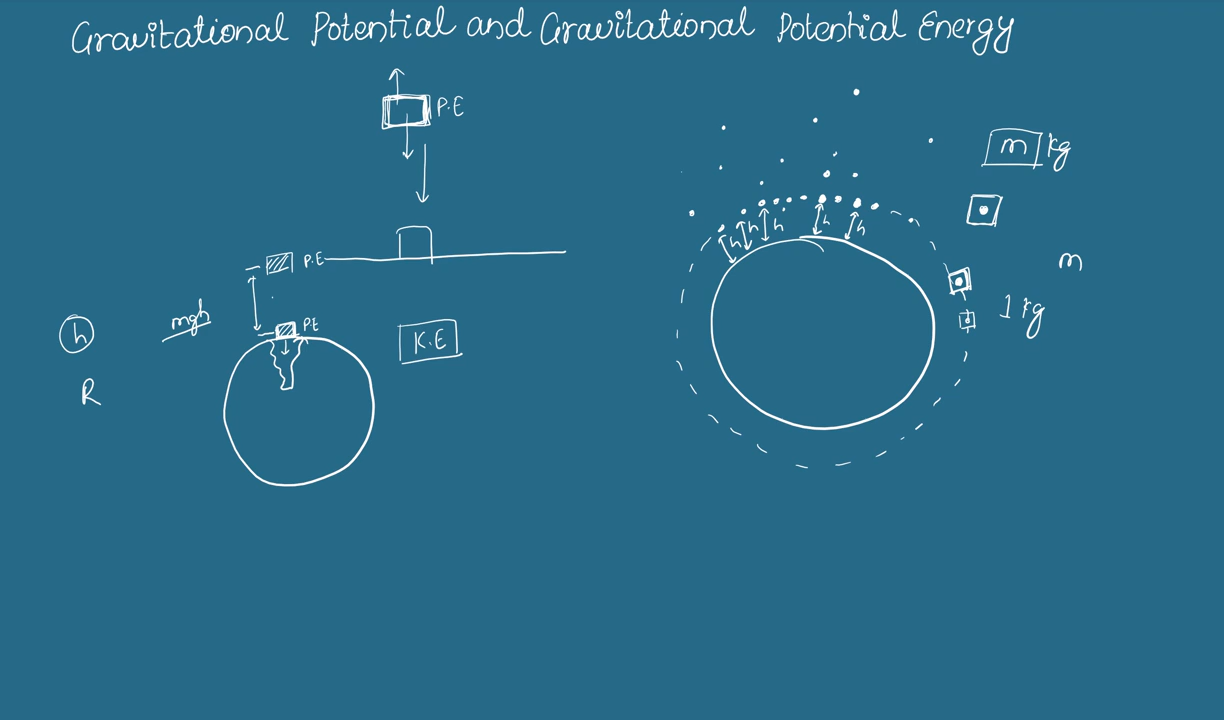 Gravitational Potential and Gravitational Potential Energy
P.E
m kg
h h h h h
P.E
m
mgh
P.E
1 kg
h
K.E
R